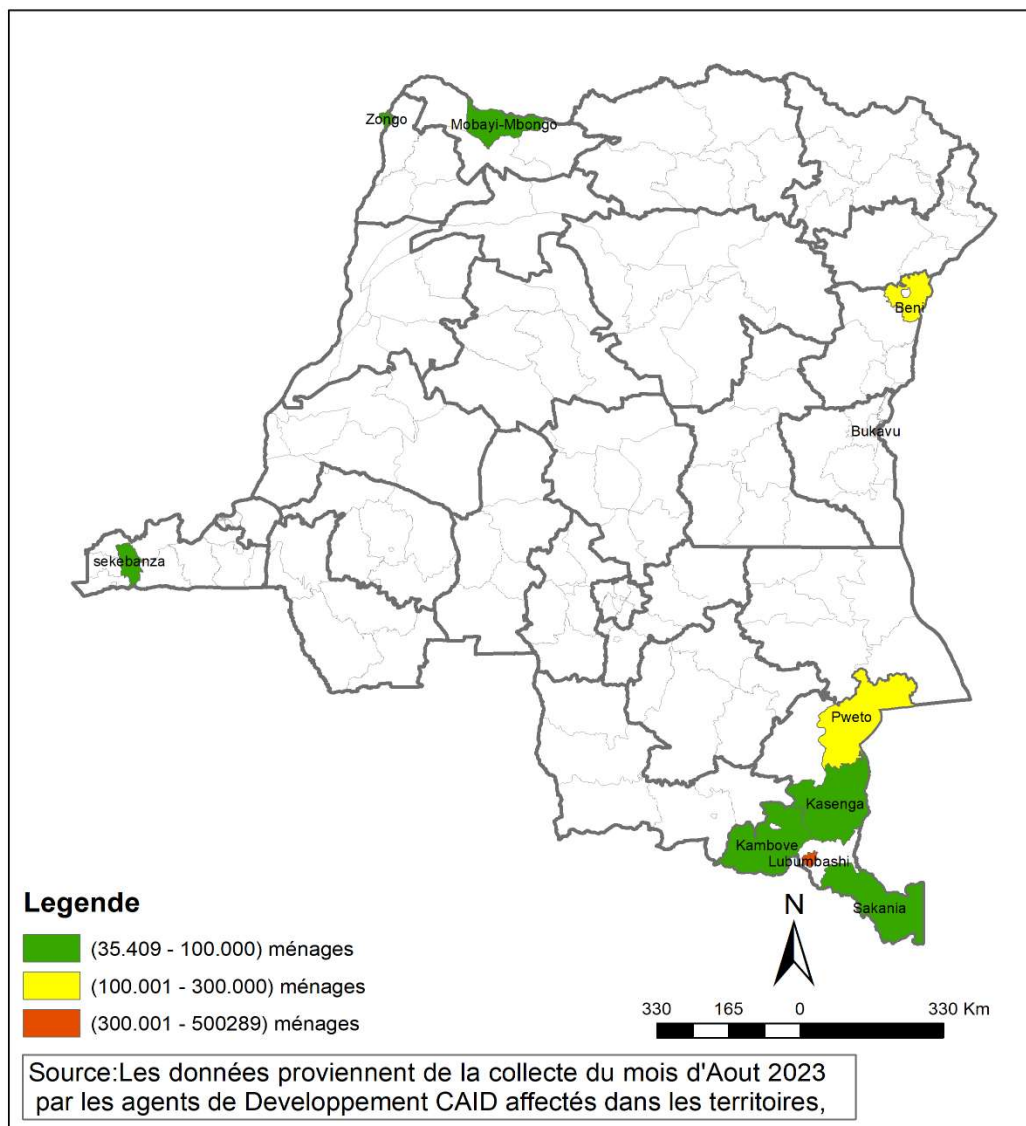 Zongo
Mobayi-Mbongo
Beni
Bukavu
sekebanza
Pweto
Kasenga
Kambove
Lubumbashi
Sakania
Legende
(35.409 - 100.000) ménages
(100.001 - 300.000) ménages
(300.001 - 500289) ménages
N
330 165 0 330 Km
Source:Les données proviennent de la collecte du mois d'Aout 2023
par les agents de Developpement CAID affectés dans les territoires,